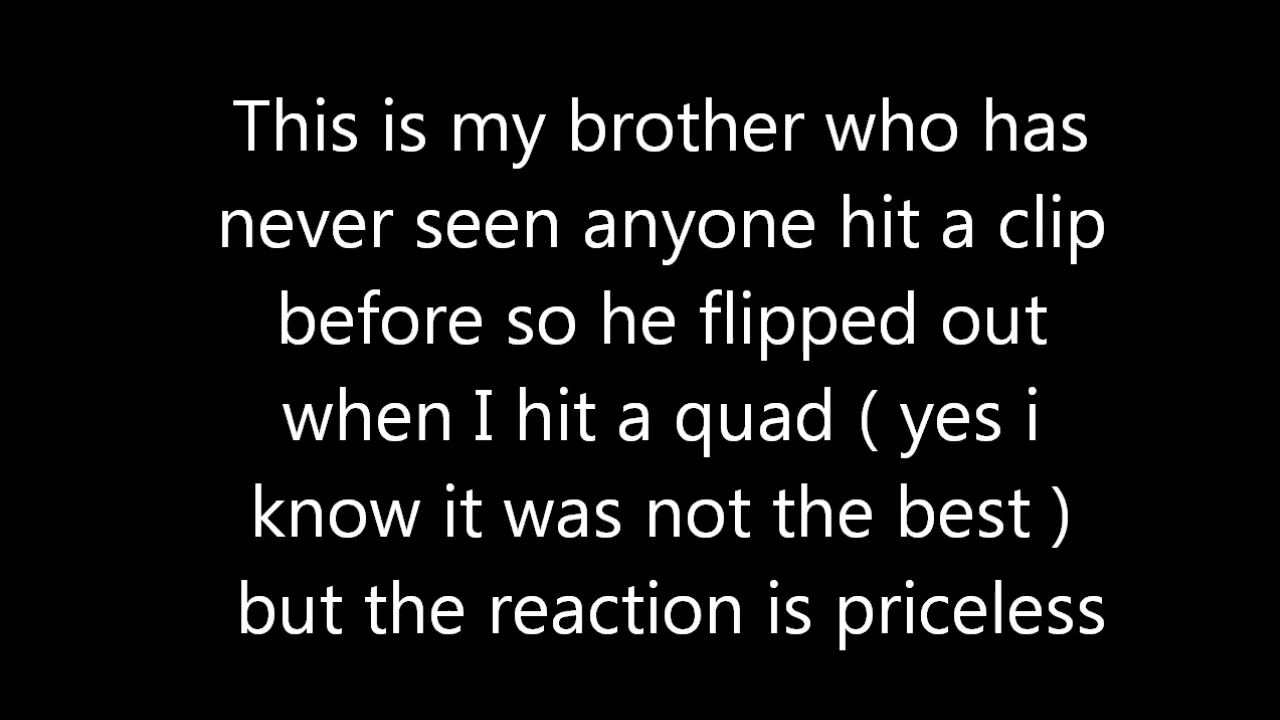 This is my brother who has
never seen anyone hit a clip
before so he flipped out
when I hit a quad ( yes i
know it was not the best )
but the reaction is priceless